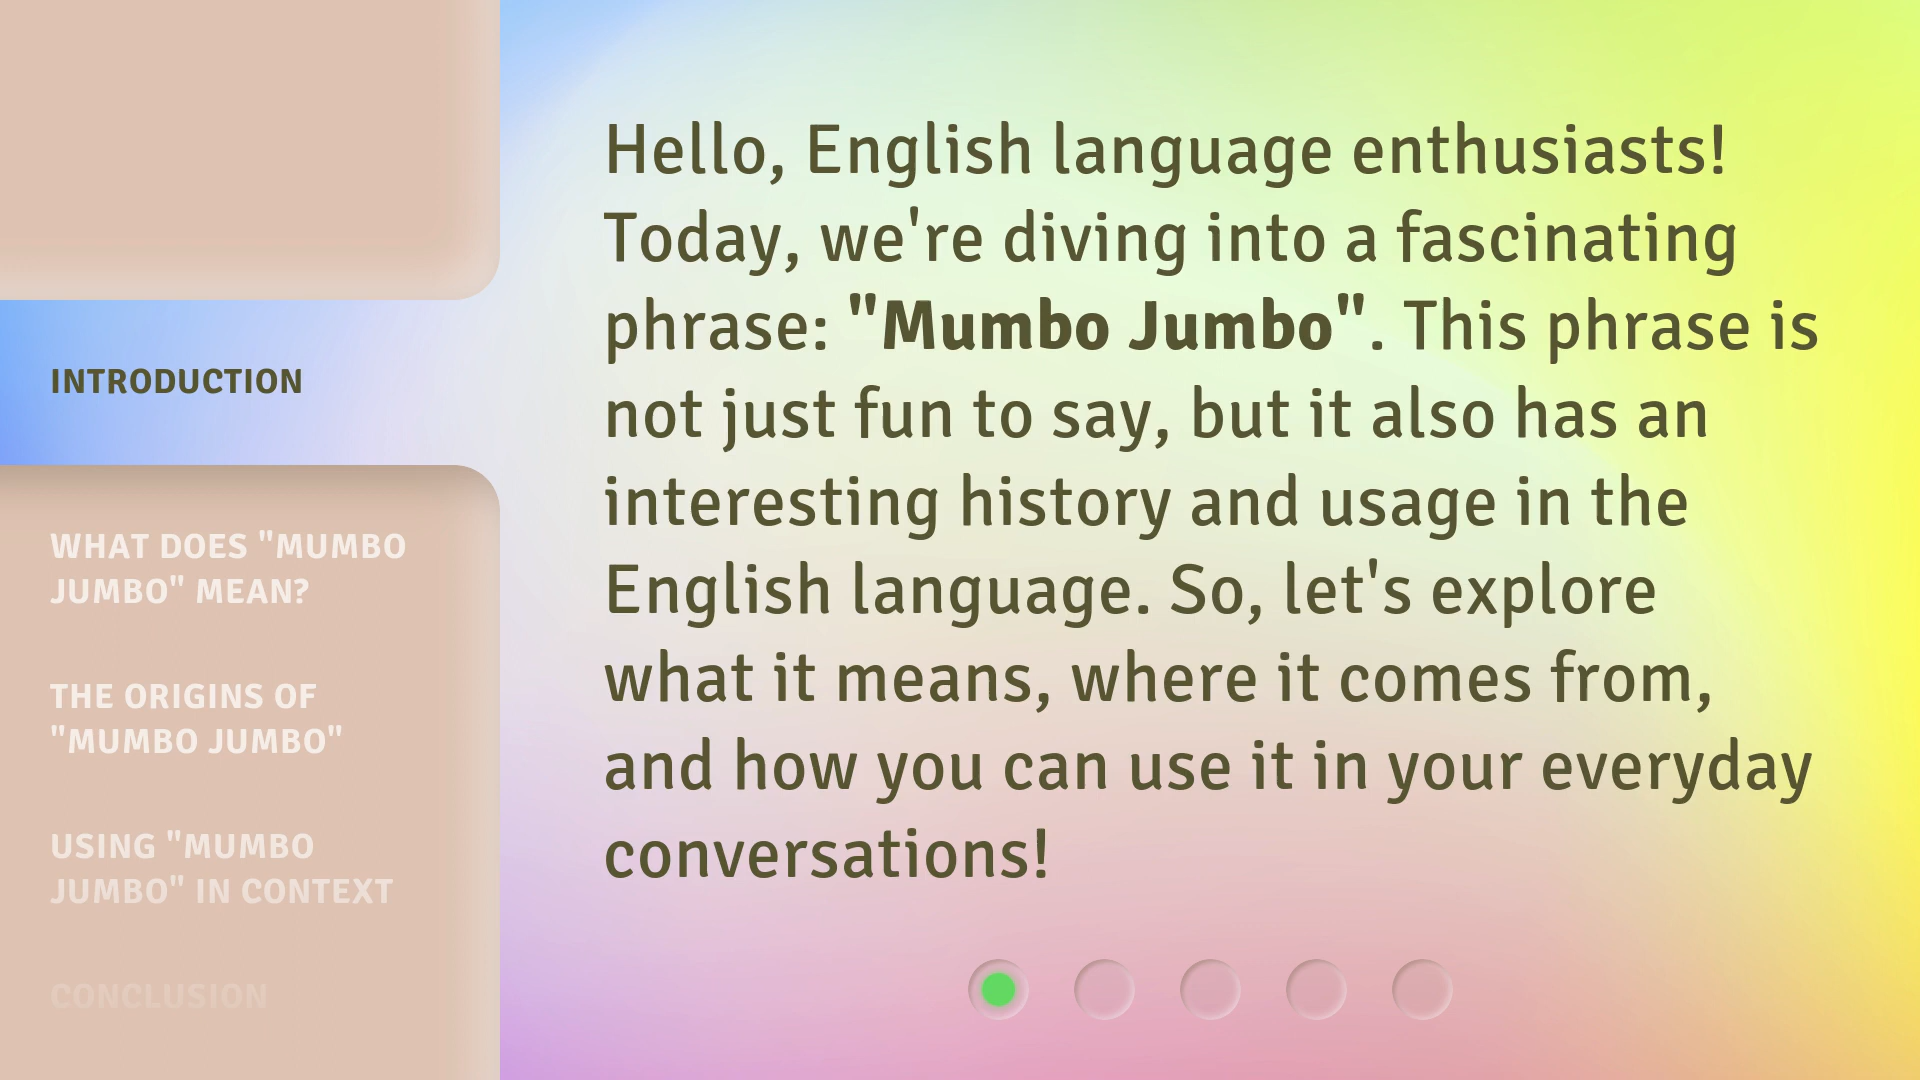 INTRODUCTION
WHAT DOES "MUMBO
JUMBO" MEAN?
THE ORIGINS OF
"MUMBO JUMBO"
USING "MUMBO
JUMBO" IN CONTEXT
CONCLUSION
Hello, English language enthusiasts!
Today, we're diving into a fascinating
phrase: "Mumbo Jumbo". This phrase is
not just fun to say, but it also has an
interesting history and usage in the
English language. So, let's explore
what it means, where it comes from,
and how you can use it in your everyday
conversations!